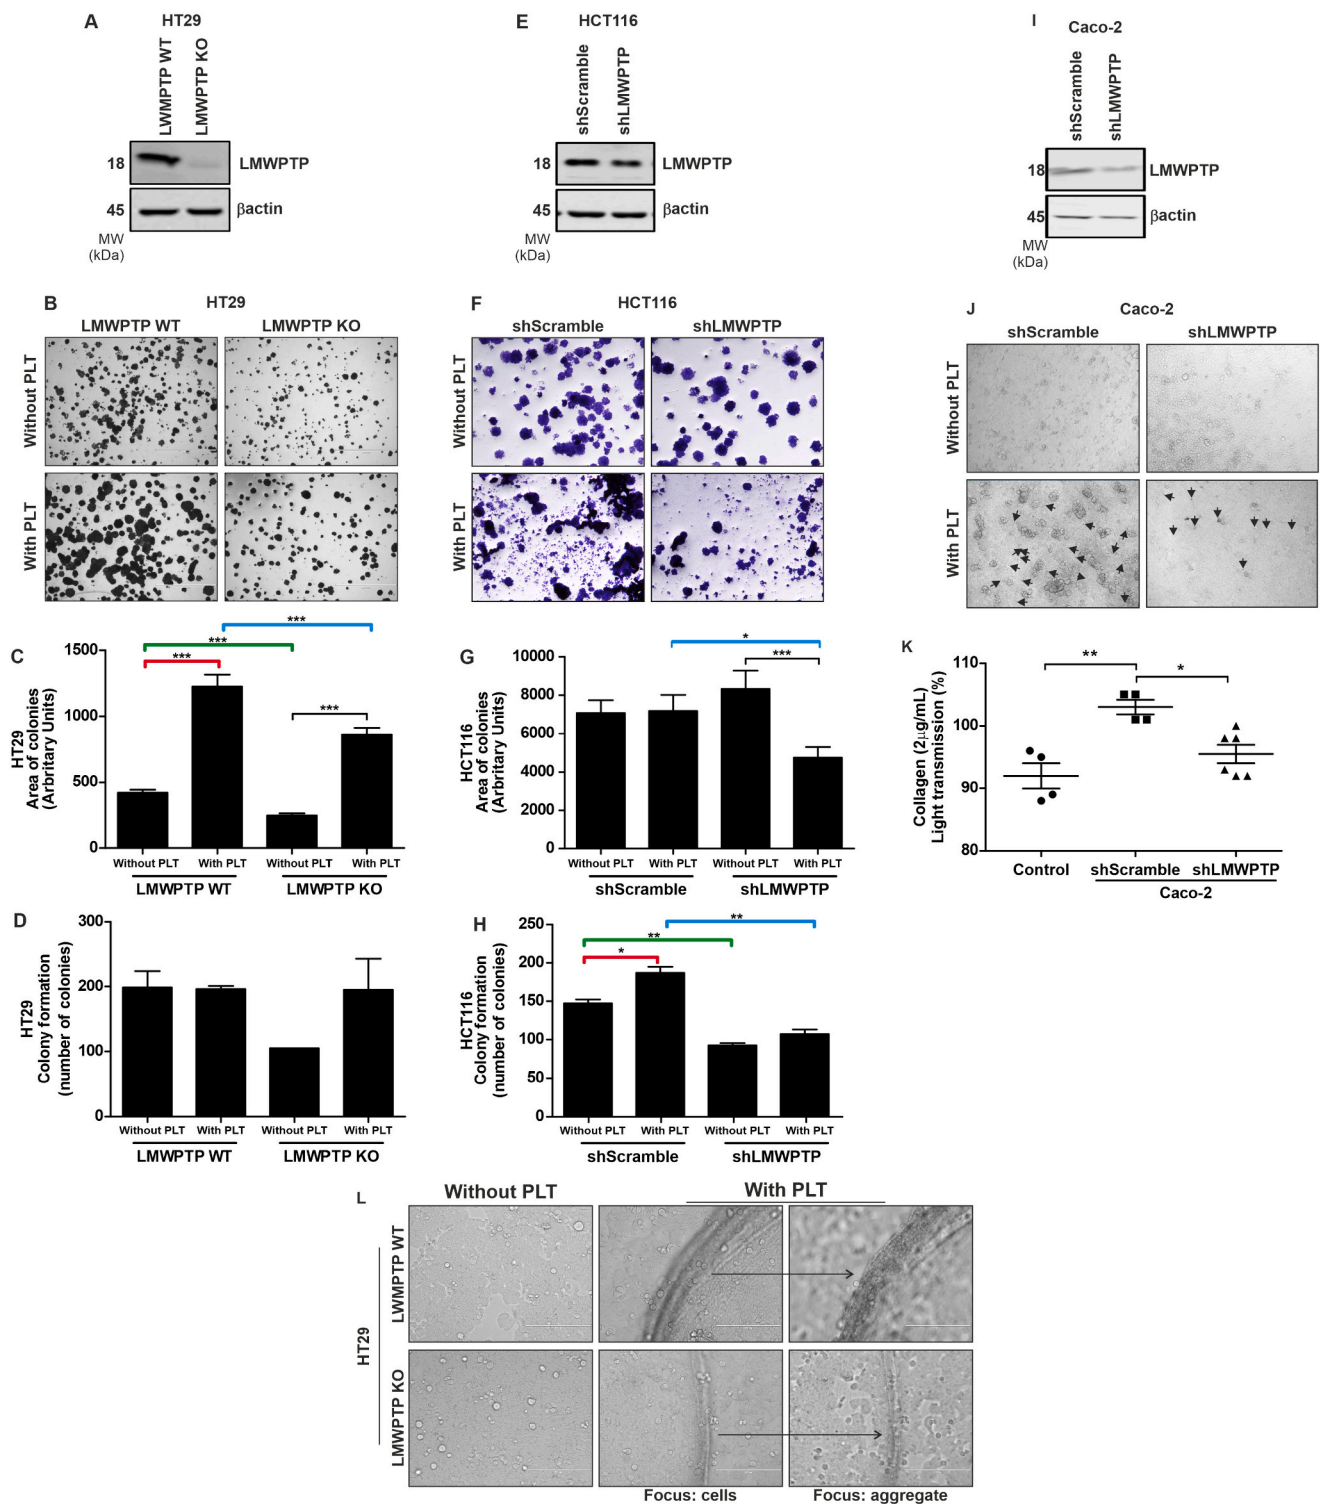 A
HT29
LWMPTP WT
LMWPTP KO
18
LMWPTP
45
βactin
MW
(kDa)
E
HCT116
shScramble
shLMWPTP
18
LMWPTP
45
βactin
MW
(kDa)
I
Caco-2
shScramble
shLMWPTP
18
LMWPTP
45
βactin
MW
(kDa)
B
HT29
LMWPTP WT
LMWPTP KO
Without PLT
With PLT
F
HCT116
shScramble
shLMWPTP
Without PLT
With PLT
J
Caco-2
shScramble
shLMWPTP
Without PLT
With PLT
C
HT29
Area of colonies
(Arbritary Units)
1500
1000
500
0
***
***
***
***
Without PLT
With PLT
Without PLT
With PLT
LMWPTP WT
LMWPTP KO
G
HCT116
Area of colonies
(Arbritary Units)
10000
8000
6000
4000
2000
0
*
***
Without PLT
With PLT
Without PLT
With PLT
shScramble
shLMWPTP
K
Collagen (2μg/mL)
Light transmission (%)
110
100
90
80
**
*
Control
shScramble
shLMWPTP
Caco-2
D
HT29
Colony formation
(number of colonies)
300
200
100
0
Without PLT
With PLT
Without PLT
With PLT
LMWPTP WT
LMWPTP KO
H
HCT116
Colony formation
(number of colonies)
250
200
150
100
50
0
**
**
*
Without PLT
With PLT
Without PLT
With PLT
shScramble
shLMWPTP
L
Without PLT
With PLT
HT29
LWMPTP WT
LMWPTP KO
Focus: cells
Focus: aggregate